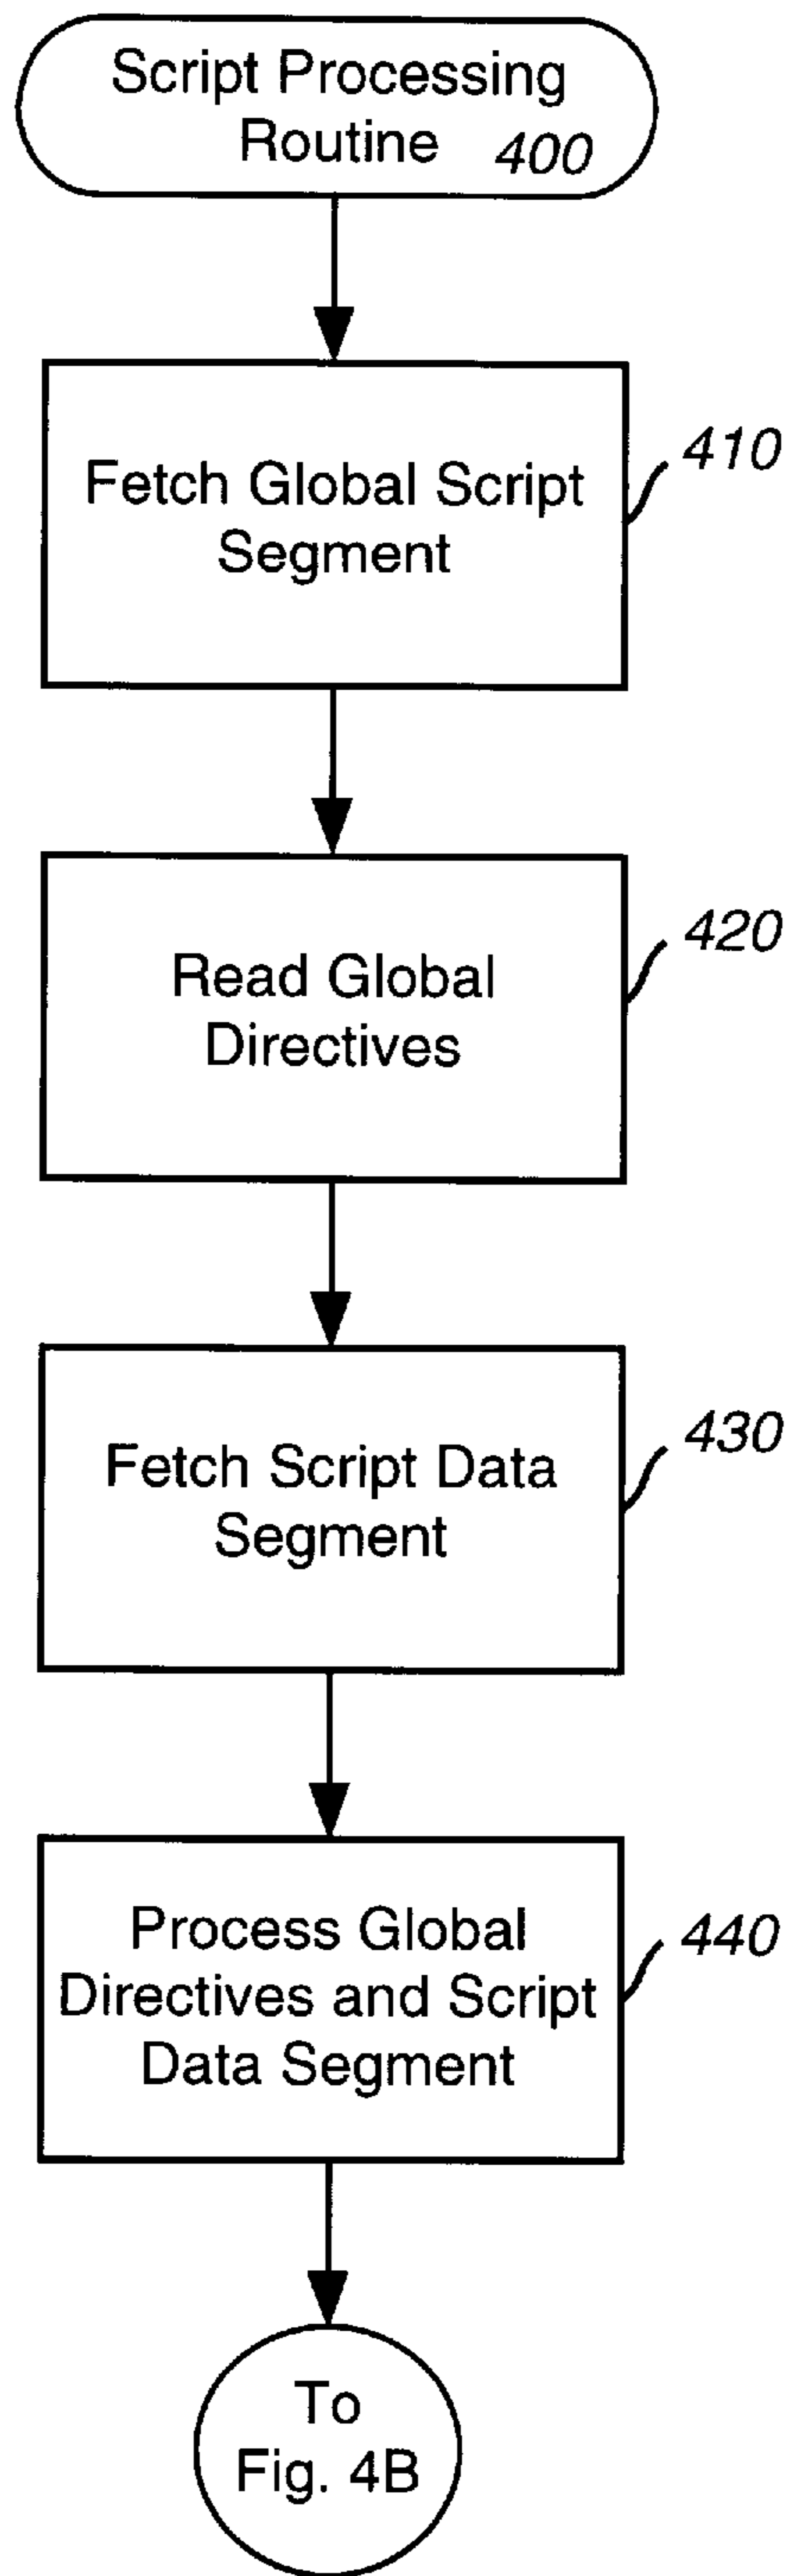 Script Processing
Routine 400
Fetch Global Script
Segment
410
Read Global
Directives
420
Fetch Script Data
Segment
430
Process Global
Directives and Script
Data Segment
440
To
Fig. 4B